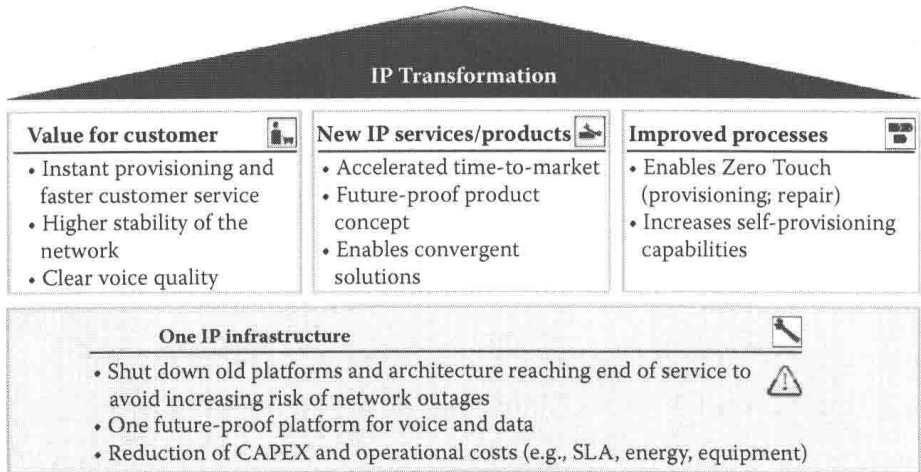 IP Transformation
Value for customer
• Instant provisioning and
faster customer service
• Higher stability of the
network
• Clear voice quality
New IP services/products
• Accelerated time-to-market
• Future-proof product
concept
• Enables convergent
solutions
Improved processes
• Enables Zero Touch
(provisioning; repair)
• Increases self-provisioning
capabilities
One IP infrastructure
• Shut down old platforms and architecture reaching end of service to
avoid increasing risk of network outages
• One future-proof platform for voice and data
• Reduction of CAPEX and operational costs (e.g., SLA, energy, equipment)